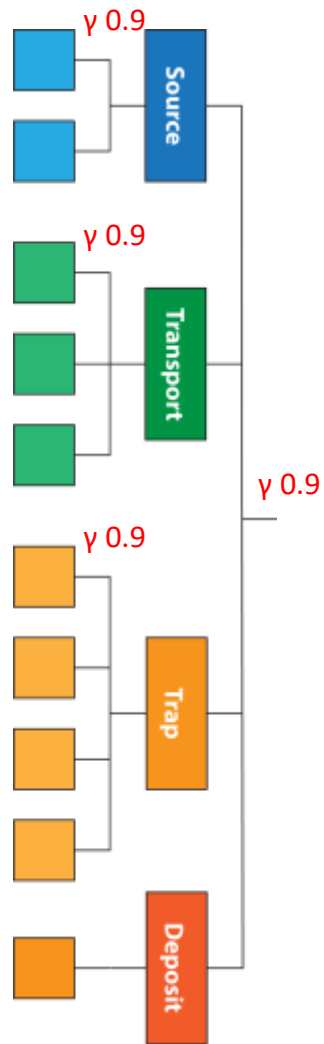 γ 0.9
Source
γ 0.9
Transport
γ 0.9
γ 0.9
Trap
Deposit